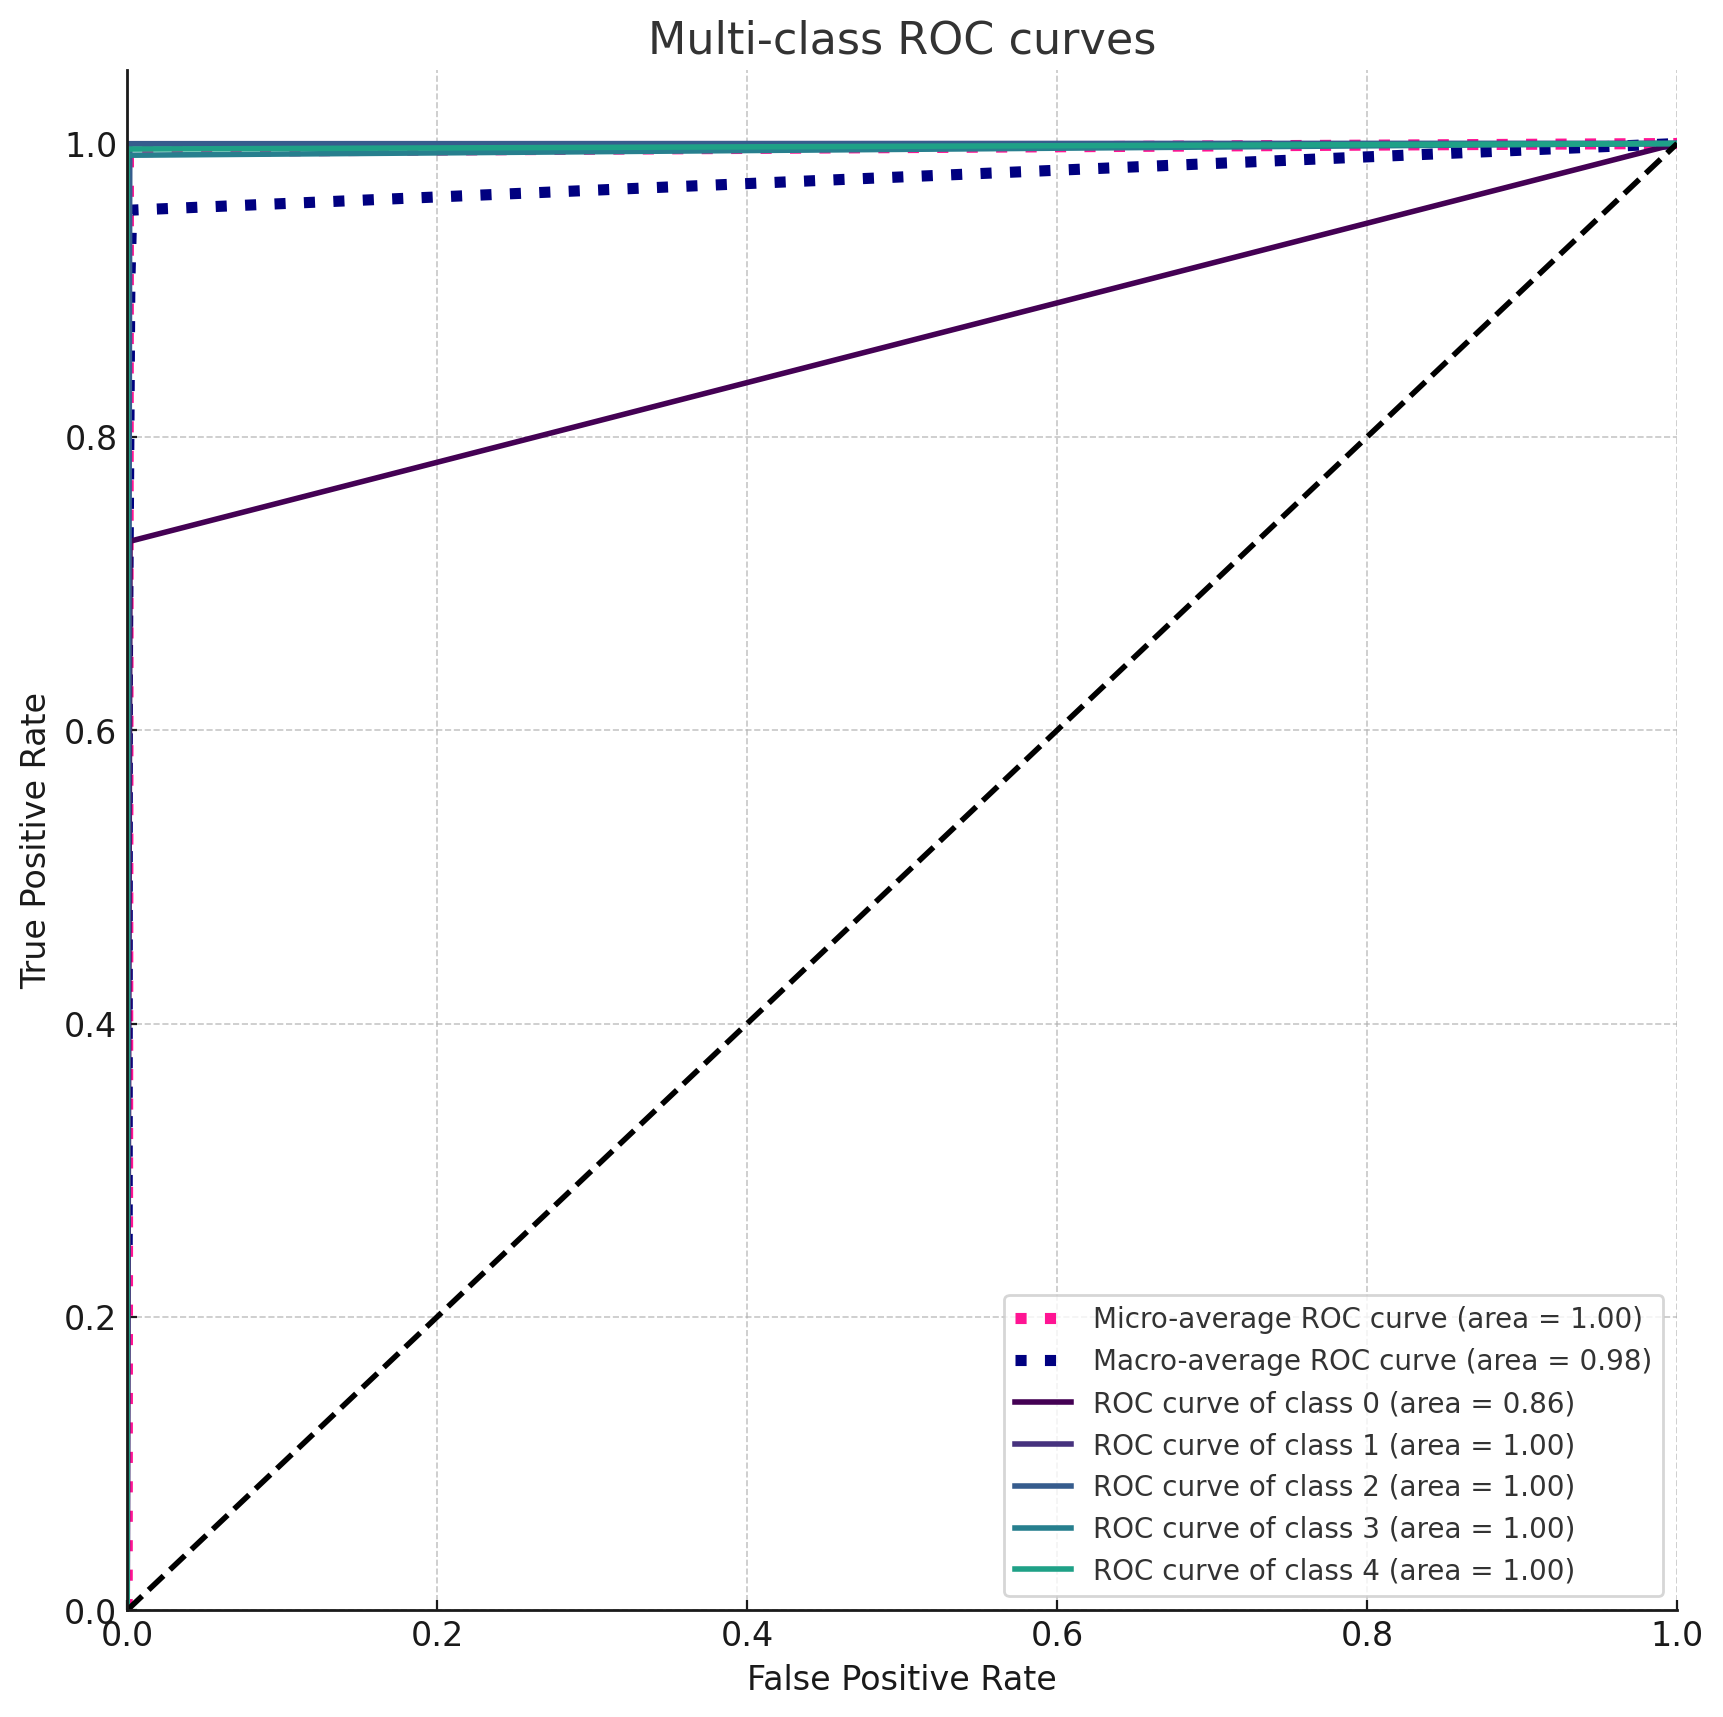 Multi-class ROC curves
1.0
0.8
0.6
0.4
0.2
0.0
True Positive Rate
0.0
0.2
0.4
0.6
0.8
1.0
False Positive Rate
Micro-average ROC curve (area = 1.00)
Macro-average ROC curve (area = 0.98)
ROC curve of class 0 (area = 0.86)
ROC curve of class 1 (area = 1.00)
ROC curve of class 2 (area = 1.00)
ROC curve of class 3 (area = 1.00)
ROC curve of class 4 (area = 1.00)